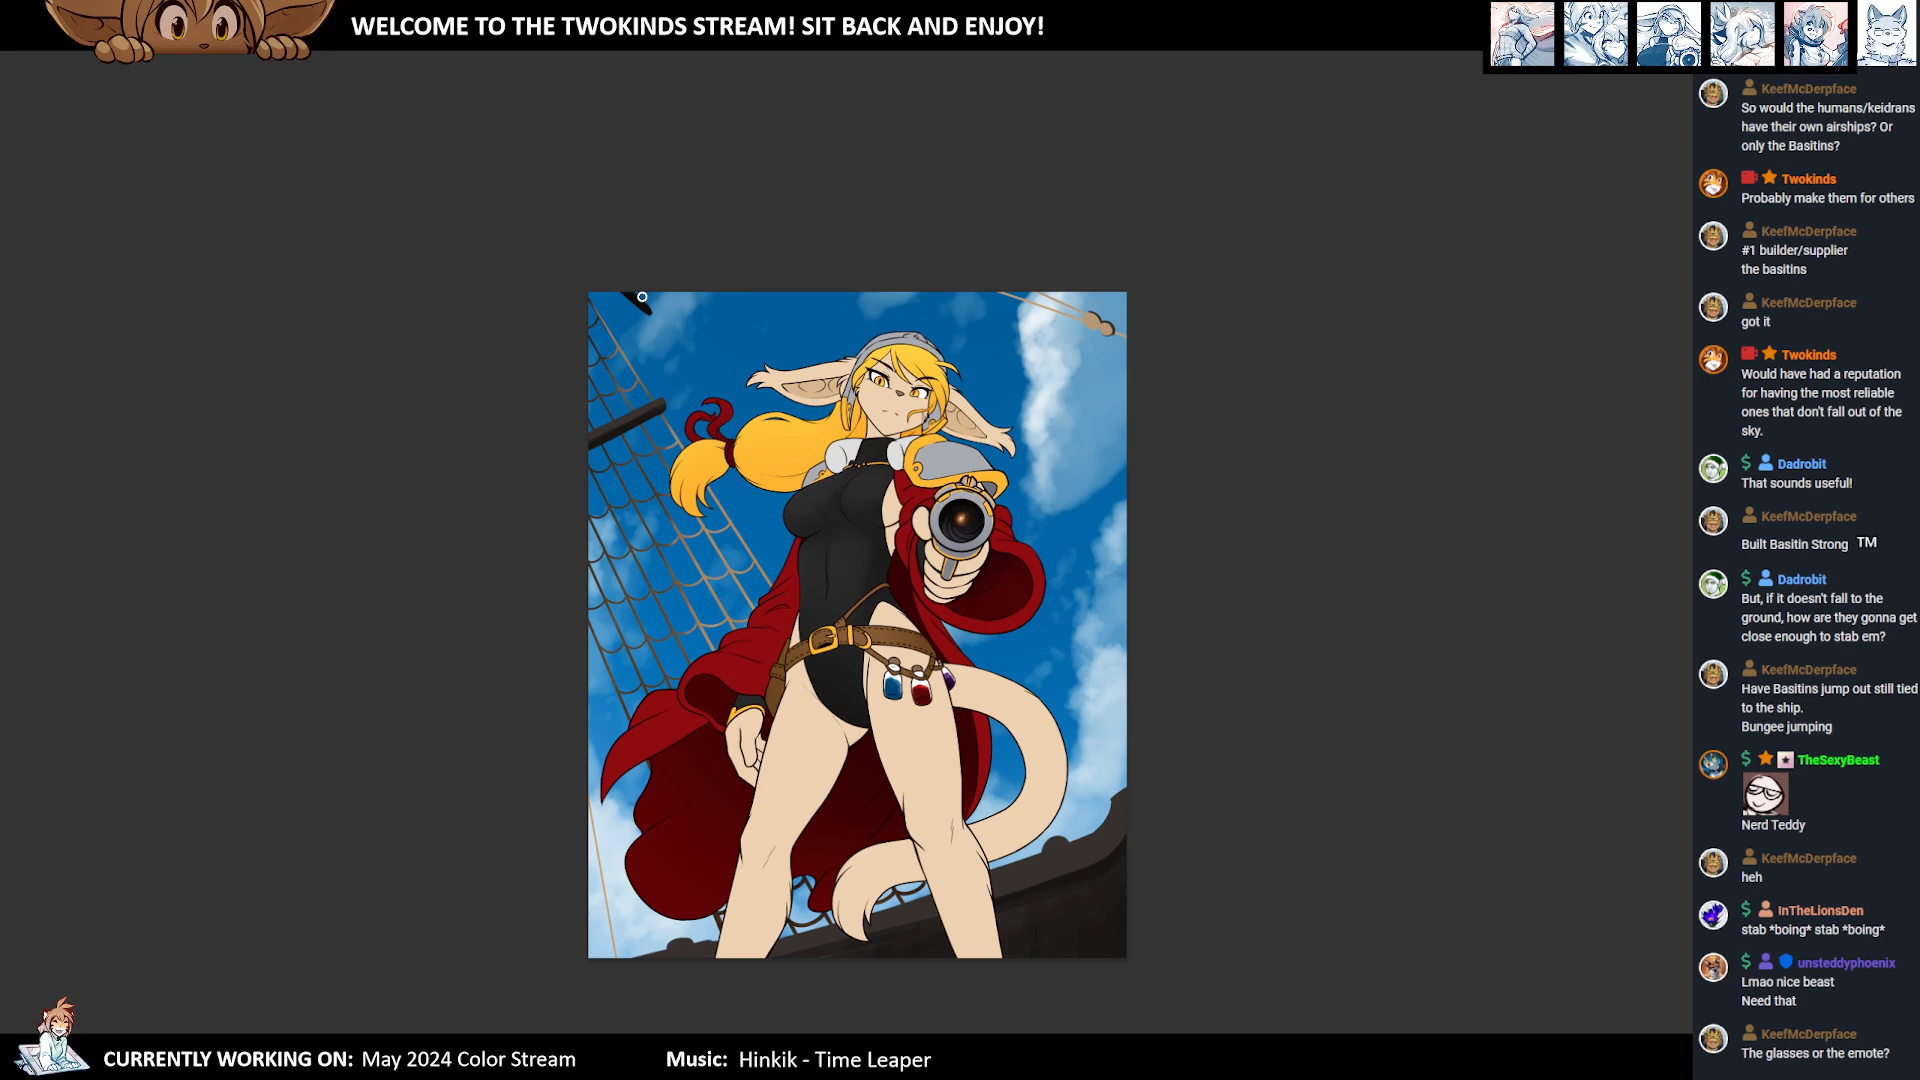 WELCOME TO THE TWOKINDS STREAM! SIT BACK AND ENJOY!
KeefMcDerpface
So would the humans/keidrans
have their own airships? Or
only the Basitins?
Twokinds
Probably make them for others
KeefMcDerpface
#1 builder/supplier
the basitins
KeefMcDerpface
got it
Twokinds
Would have had a reputation
for having the most reliable
ones that don't fall out of the
sky.
$ Dadrobit
That sounds useful!
KeefMcDerpface
Built Basitin Strong TM
$ Dadrobit
But, if it doesn't fall to the
ground, how are they gonna get
close enough to stab em?
KeefMcDerpface
Have Basitins jump out still tied
to the ship.
Bungee jumping
$ TheSexyBeast
Nerd Teddy
KeefMcDerpface
heh
$ InTheLionsDen
stab *boing* stab *boing*
$ unsteddyphoenix
Lmao nice beast
Need that
KeefMcDerpface
The glasses or the emote?
CURRENTLY WORKING ON: May 2024 Color Stream
Music: Hinkik - Time Leaper